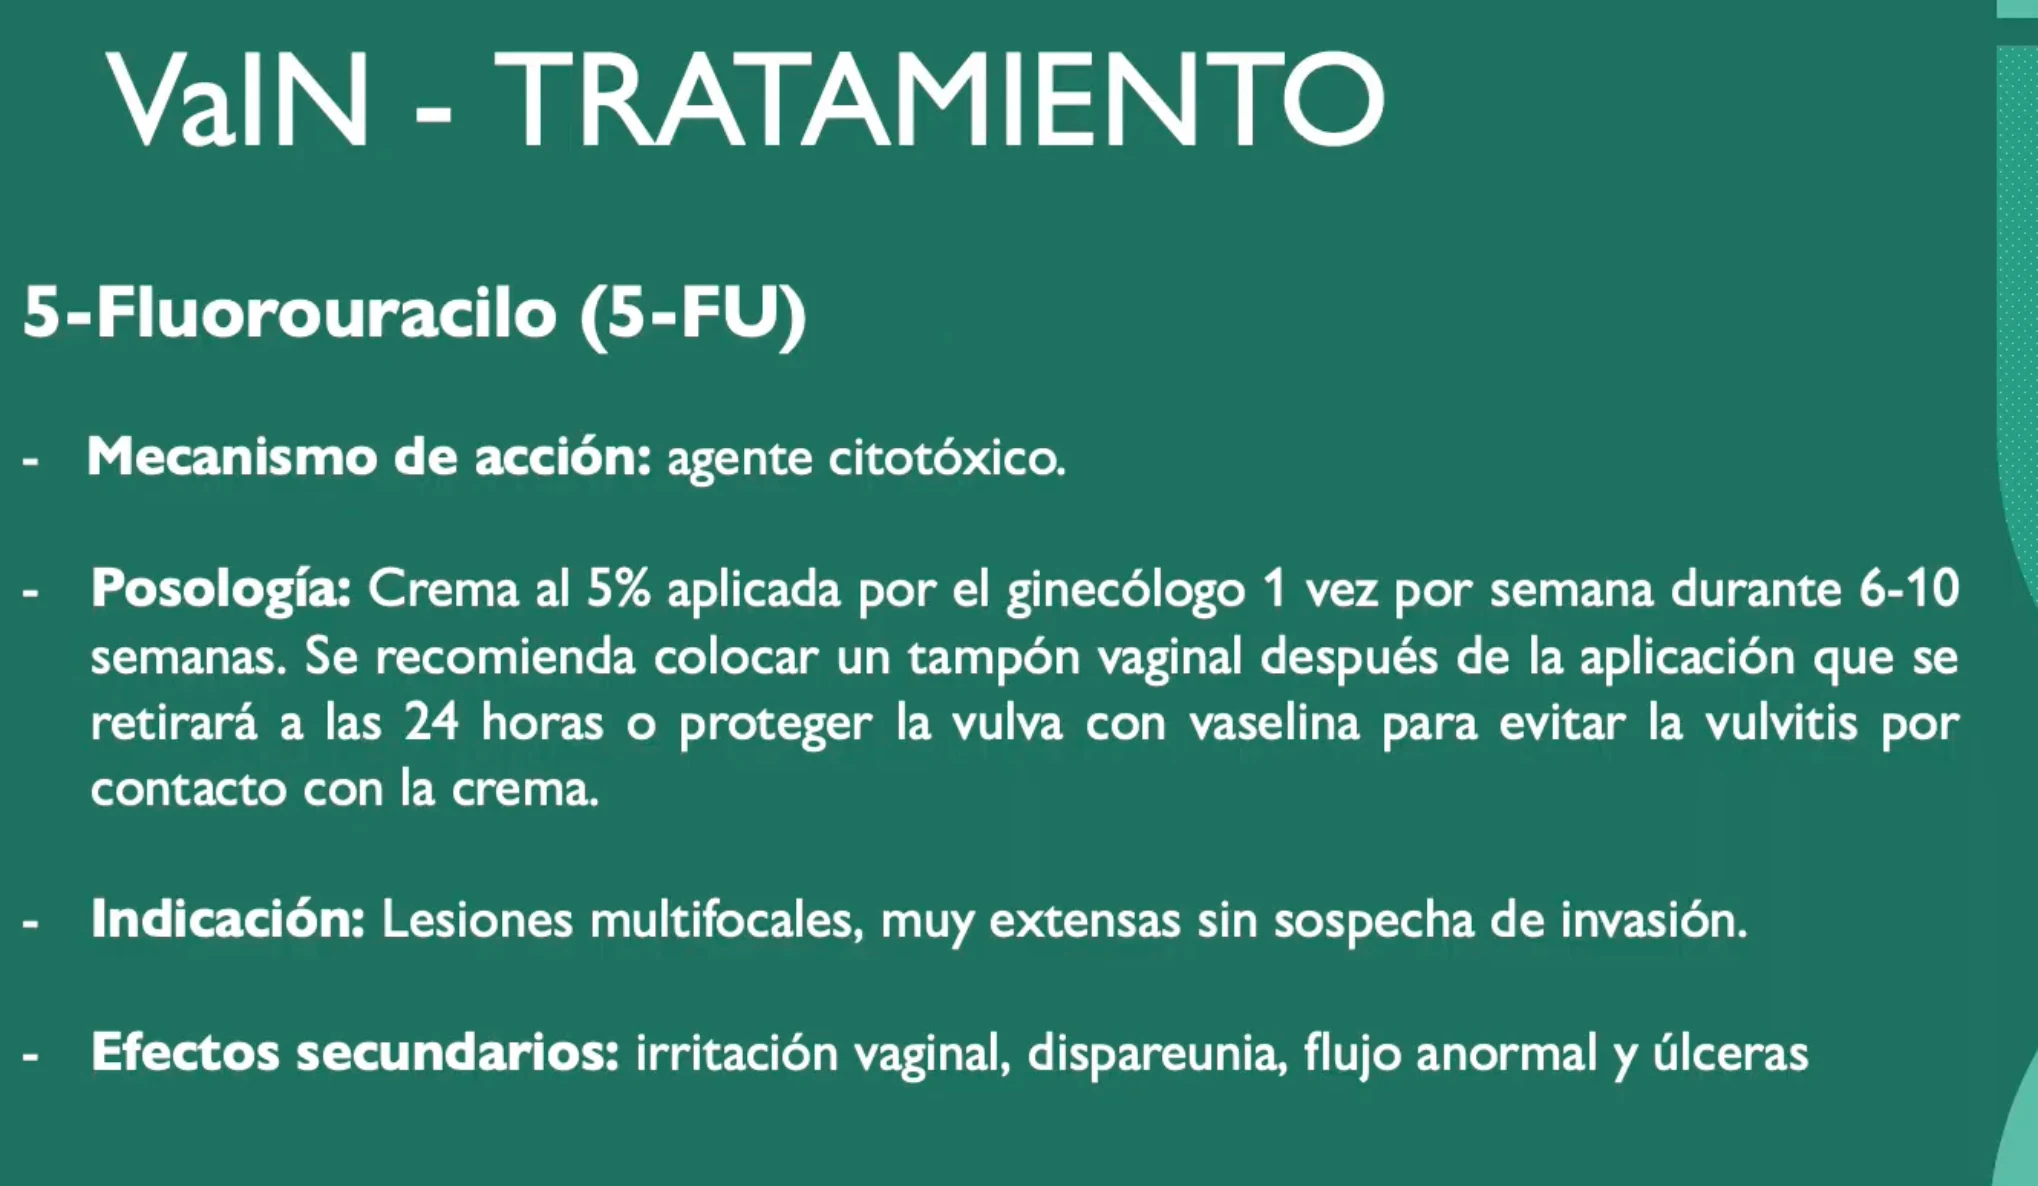 VaIN - TRATAMIENTO
5-Fluorouracilo (5-FU)
- Mecanismo de acción: agente citotóxico.
- Posología: Crema al 5% aplicada por el ginecólogo 1 vez por semana durante 6-10
semanas. Se recomienda colocar un tampón vaginal después de la aplicación que se
retirará a las 24 horas o proteger la vulva con vaselina para evitar la vulvitis por
contacto con la crema.
- Indicación: Lesiones multifocales, muy extensas sin sospecha de invasión.
- Efectos secundarios: irritación vaginal, dispareunia, flujo anormal y úlceras